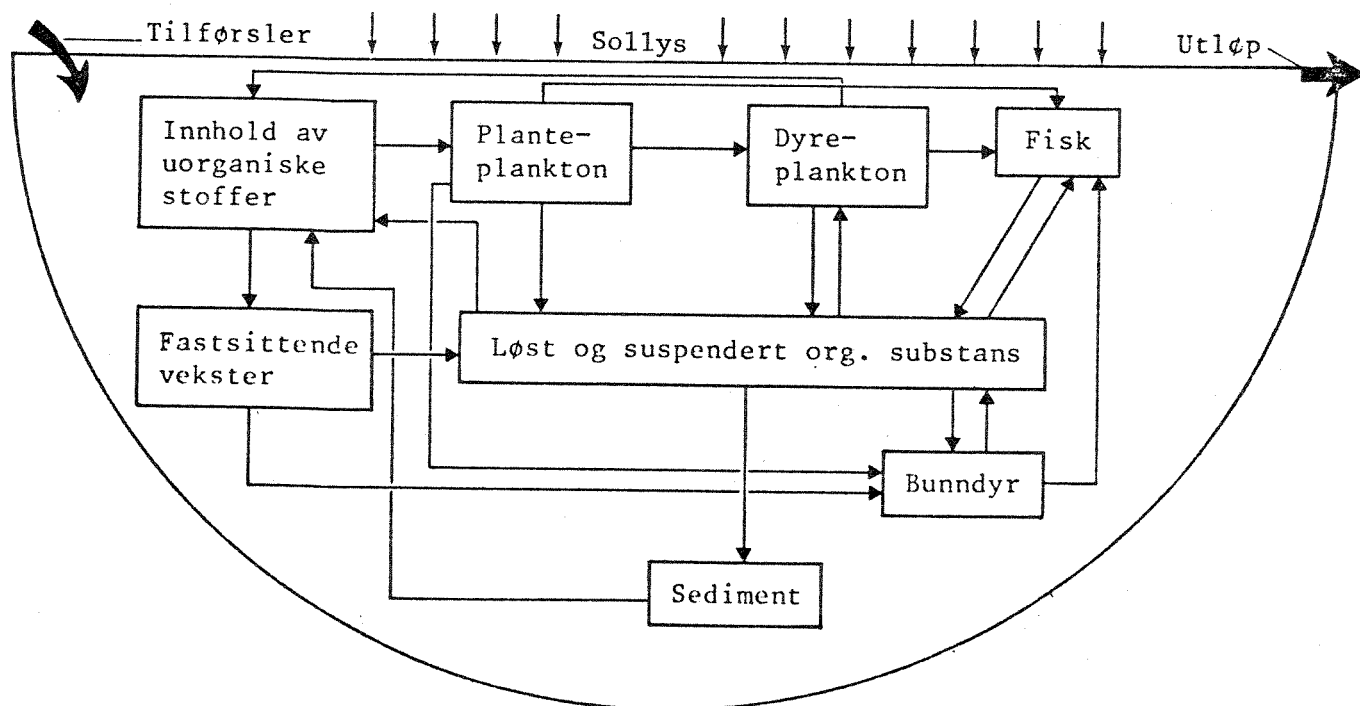 Tilførsler
Sollys
Utløp
Innhold av
uorganiske
stoffer
Plante-
plankton
Dyre-
plankton
Fisk
Fastsittende
vekster
Løst og suspendert org. substans
Bunndyr
Sediment